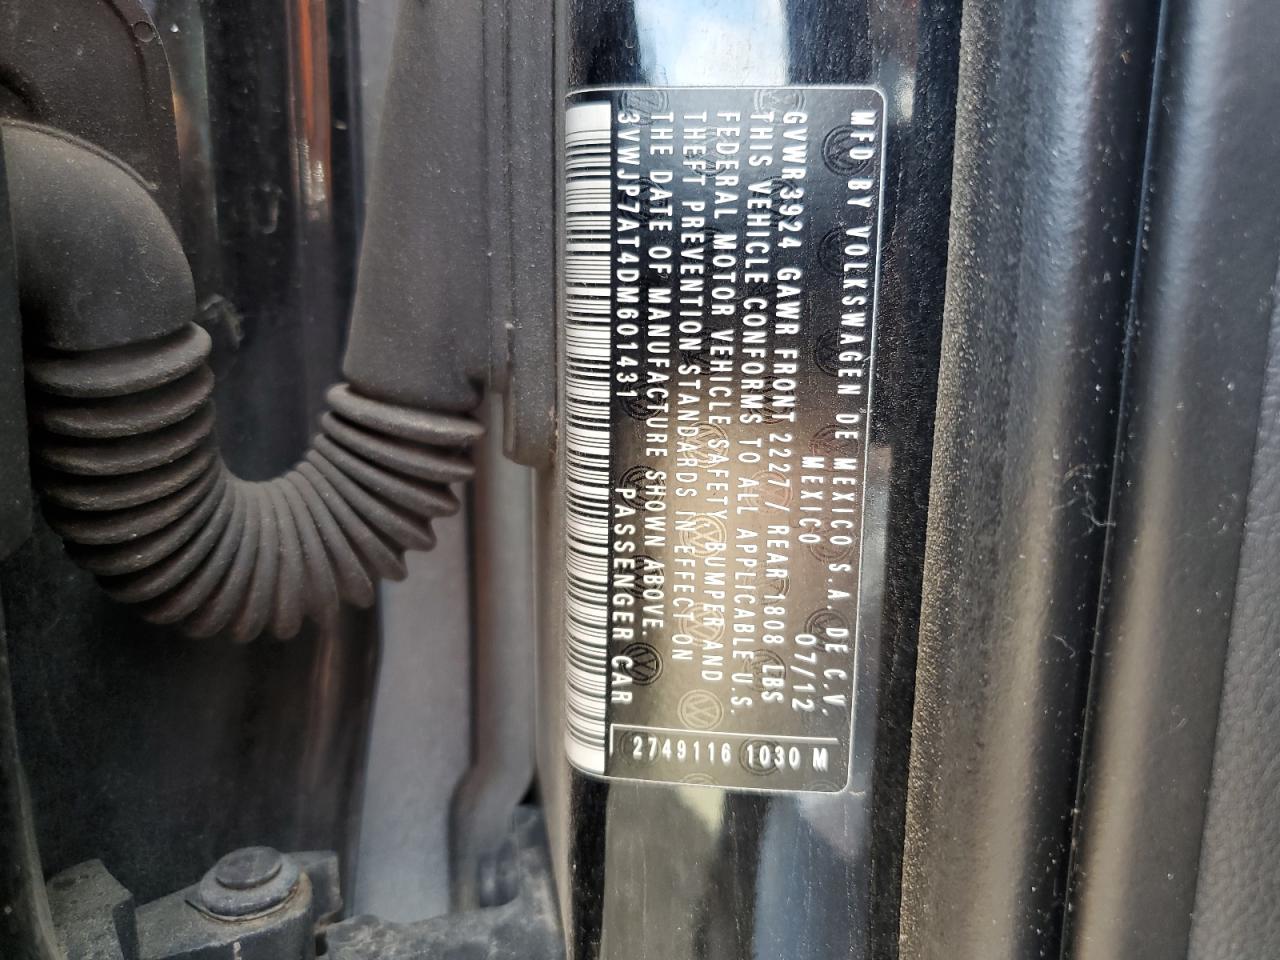 MFD BY VOLKSWAGEN DE MEXICO S.A. DE C.V.
MEXICO 07/12
GVWR 3924 GAWR FRONT 2227/ REAR 1808 LBS
THIS VEHICLE CONFORMS TO ALL APPLICABLE U.S.
FEDERAL MOTOR VEHICLE SAFETY, BUMPER AND
THEFT PREVENTION STANDARDS IN EFFECT ON
THE DATE OF MANUFACTURE SHOWN ABOVE.
3VWJP7AT4DM601431 PASSENGER CAR
2749116 1030 M